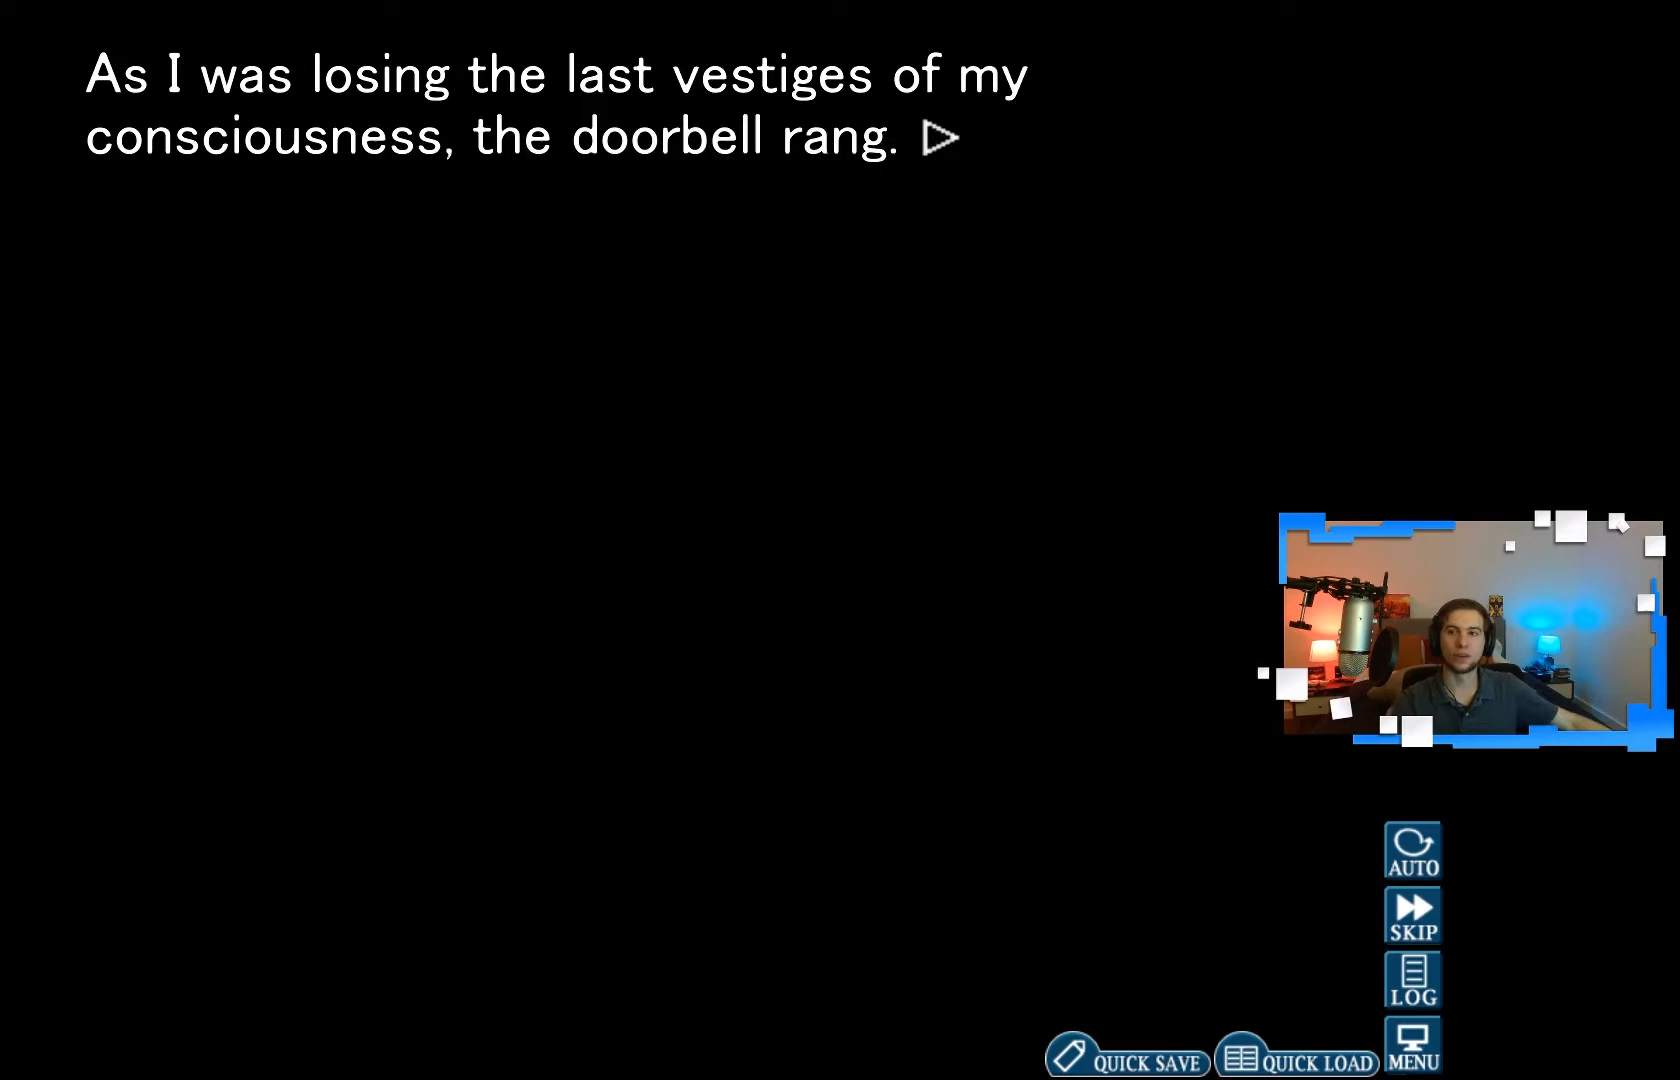 As I was losing the last vestiges of my
consciousness, the doorbell rang.
AUTO
SKIP
LOG
MENU
QUICK SAVE
QUICK LOAD